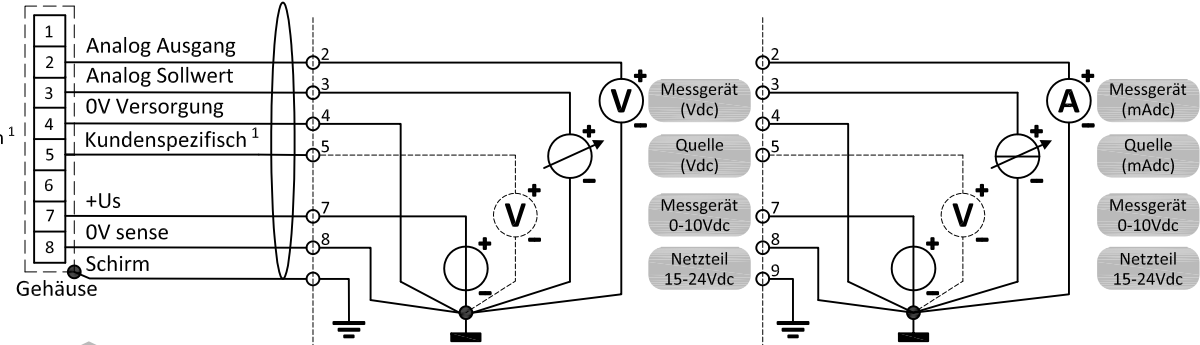 1
2
3
4
5
6
7
8
Analog Ausgang
Analog Sollwert
0V Versorgung
Kundenspezifisch 1
+Us
0V sense
Schirm
Gehäuse
1
2
3
4
5
7
8
V
+
-
+
-
V
+
-
+
-
Messgerät
(Vdc)
Quelle
(Vdc)
Messgerät
0-10Vdc
Netzteil
15-24Vdc
2
3
4
5
7
8
9
A
+
-
+
-
V
+
-
+
-
Messgerät
(mAdc)
Quelle
(mAdc)
Messgerät
0-10Vdc
Netzteil
15-24Vdc